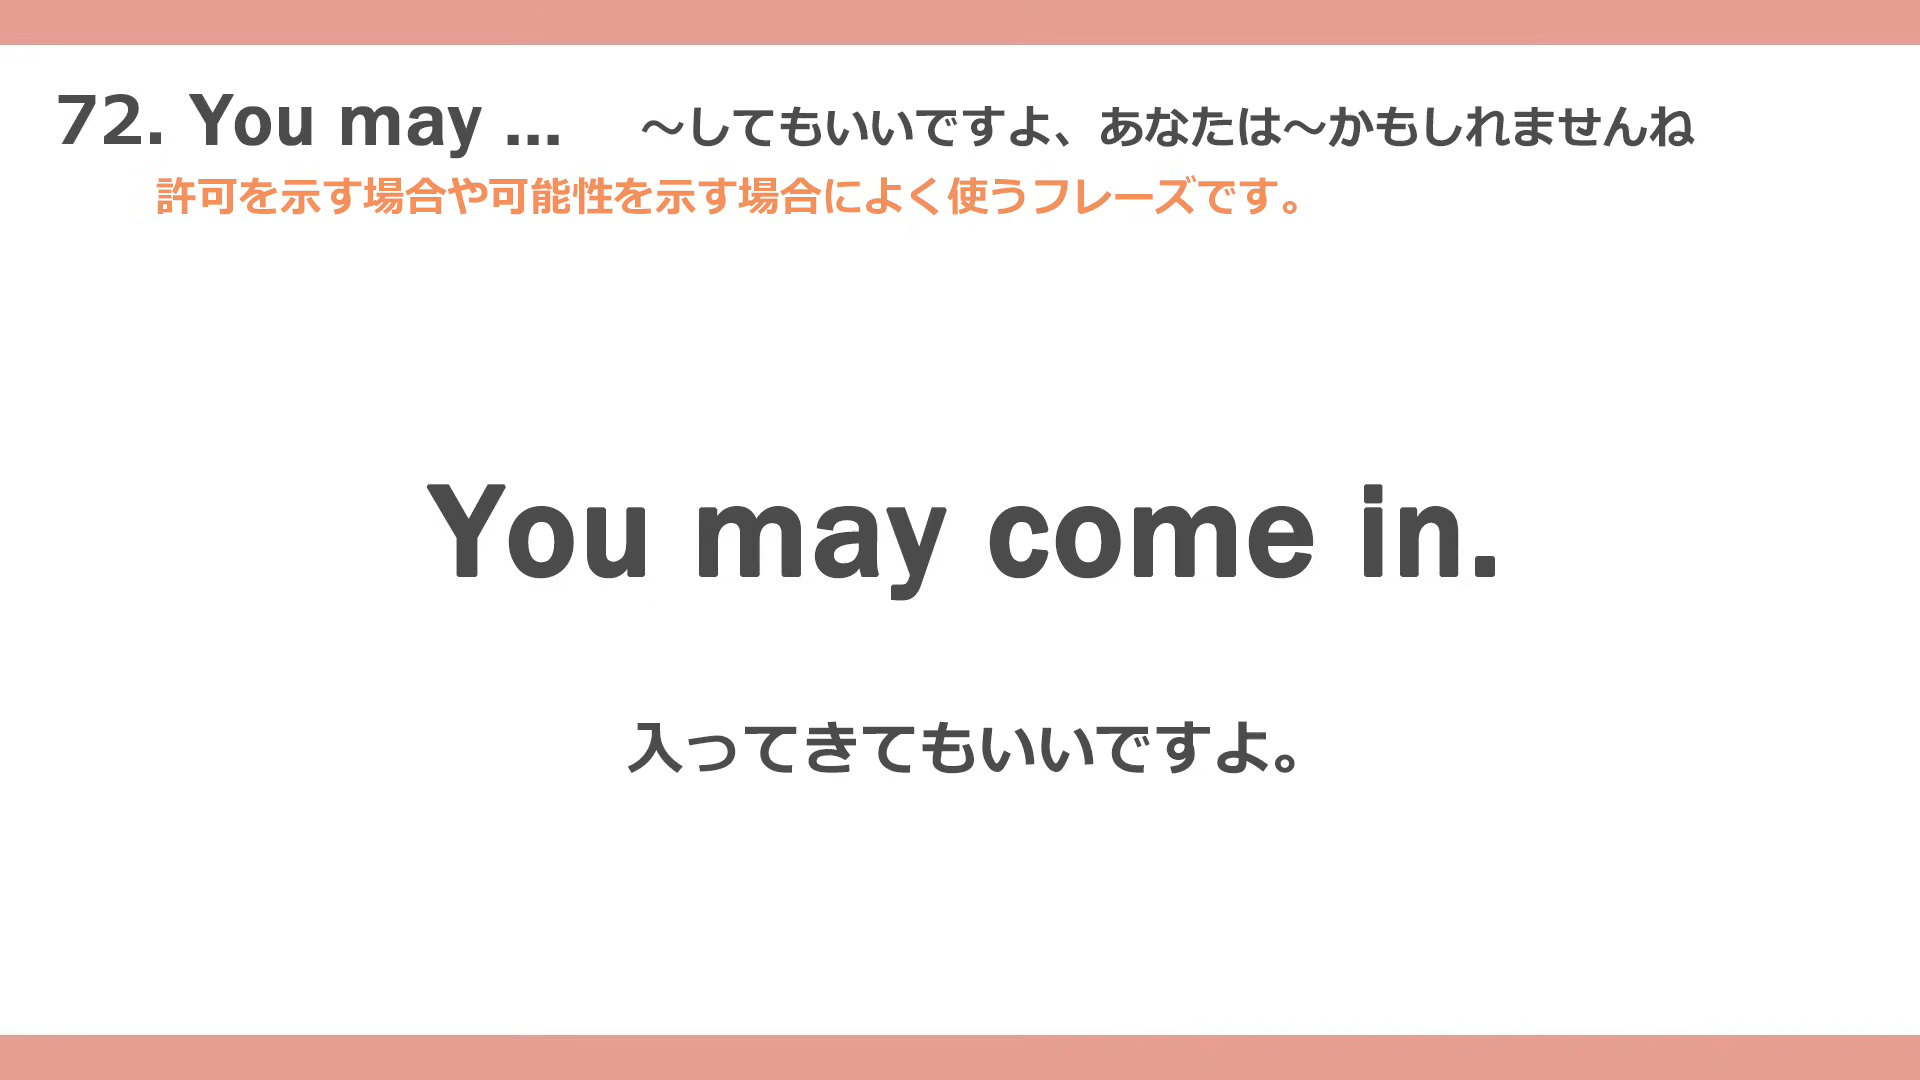 72. You may ... ～してもいいですよ、あなたは～かもしれませんね
許可を示す場合や可能性を示す場合によく使うフレーズです。
You may come in.
入ってきてもいいですよ。